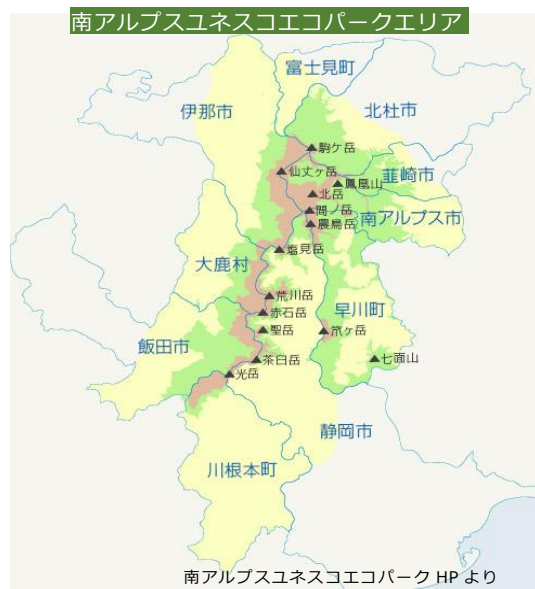 南アルプスユネスコエコパークエリア
富士見町
伊那市
北杜市
駒ケ岳
仙丈ヶ岳
韮崎市
鳳凰山
北岳
間ノ岳
南アルプス市
農鳥岳
塩見岳
大鹿村
荒川岳
赤石岳
早川町
聖岳
笊ヶ岳
飯田市
茶臼岳
七面山
光岳
静岡市
川根本町
南アルプスユネスコエコパーク HP より